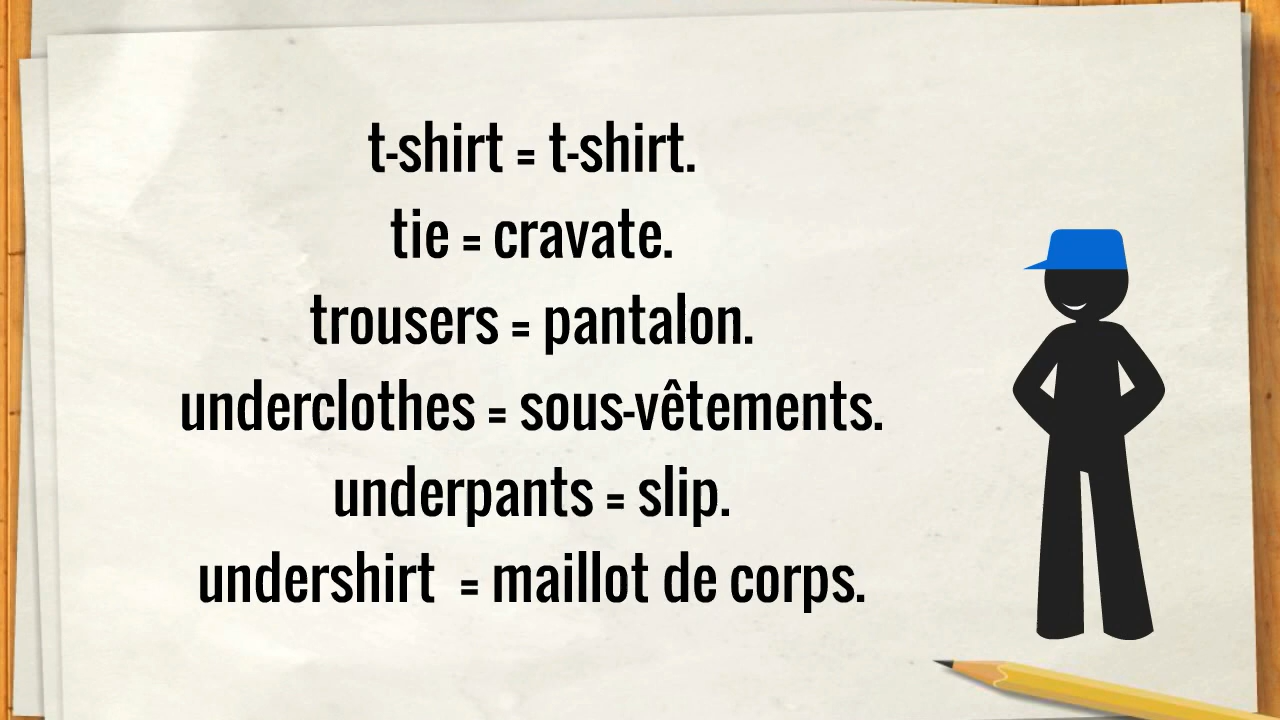 t-shirt = t-shirt.
tie = cravate.
trousers = pantalon.
underclothes = sous-vêtements.
underpants = slip.
undershirt = maillot de corps.